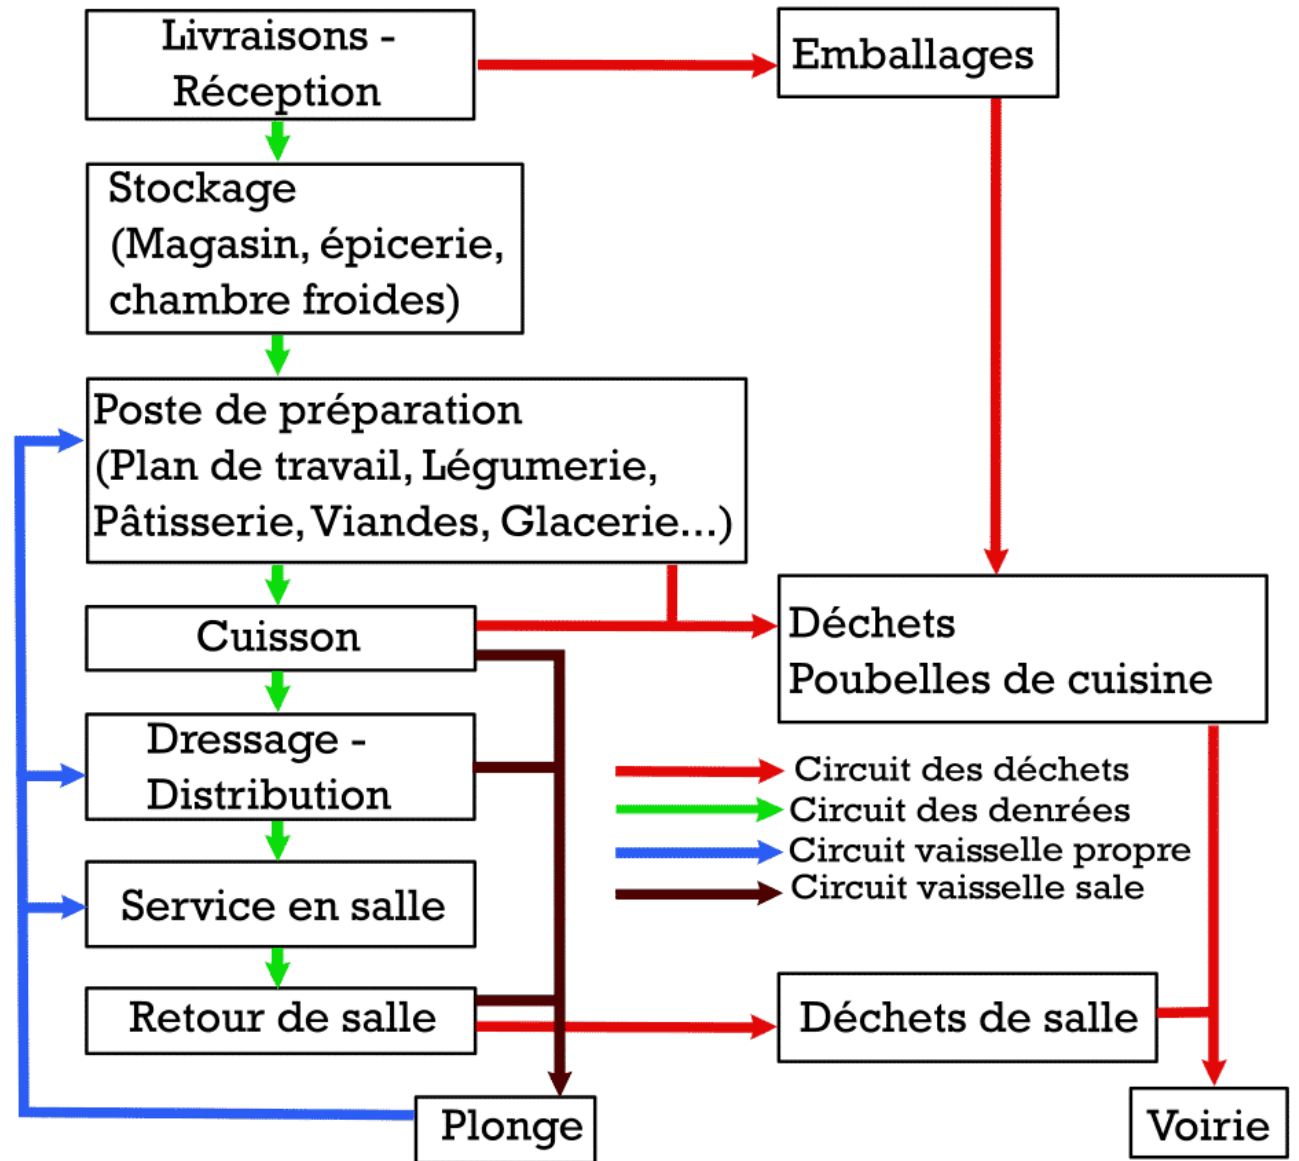 Livraisons -
Réception
Emballages
Stockage
(Magasin, épicerie,
chambre froides)
Poste de préparation
(Plan de travail, Légumerie,
Pâtisserie, Viandes, Glacerie...)
Cuisson
Déchets
Poubelles de cuisine
Dressage -
Distribution
Circuit des déchets
Circuit des denrées
Circuit vaisselle propre
Circuit vaisselle sale
Service en salle
Retour de salle
Déchets de salle
Plonge
Voirie